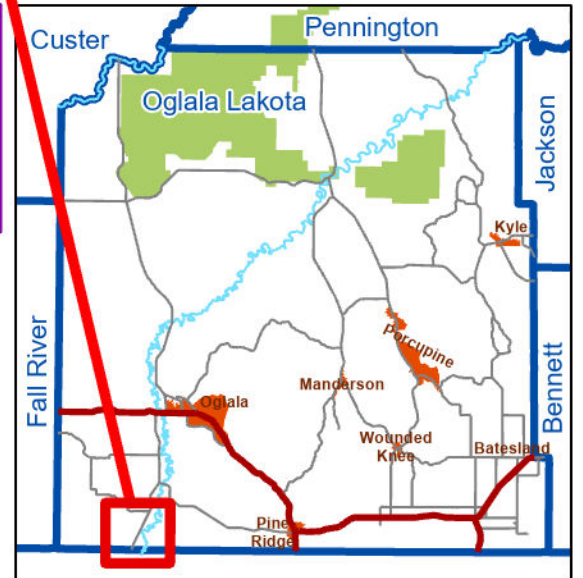 Custer
Pennington
Oglala Lakota
Jackson
Kyle
Fall River
Porcupine
Manderson
Oglala
Bennett
Wounded
Knee
Batesland
Pine
Ridge